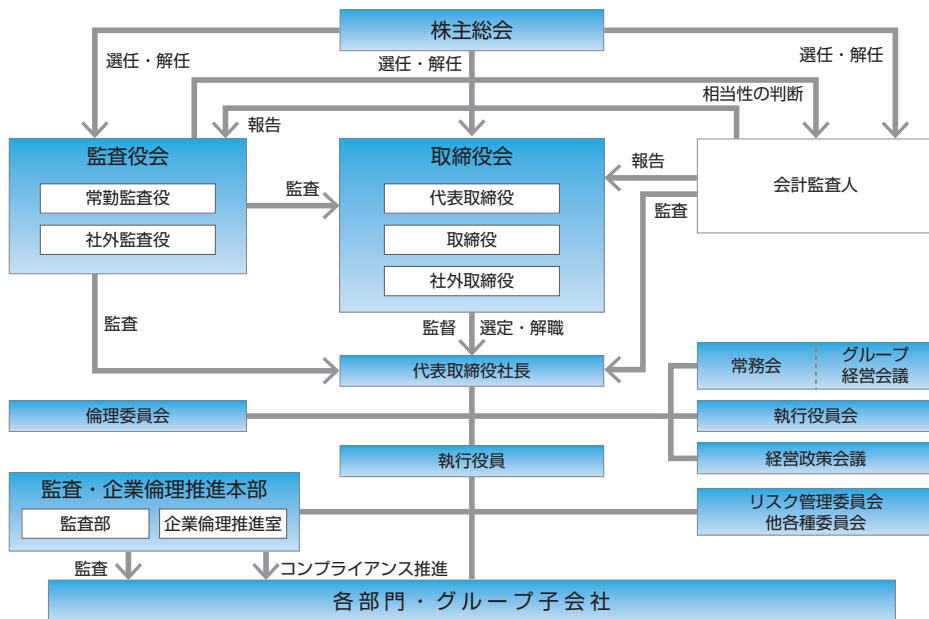 株主総会
選任・解任
選任・解任
選任・解任
相当性の判断
報告
監査役会
常勤監査役
社外監査役
監査
取締役会
代表取締役
取締役
社外取締役
報告
監査
会計監査人
監査
監督
選定・解職
代表取締役社長
常務会
グループ
経営会議
倫理委員会
執行役員会
執行役員
経営政策会議
監査・企業倫理推進本部
監査部
企業倫理推進室
リスク管理委員会
他各種委員会
監査
コンプライアンス推進
各部門・グループ子会社